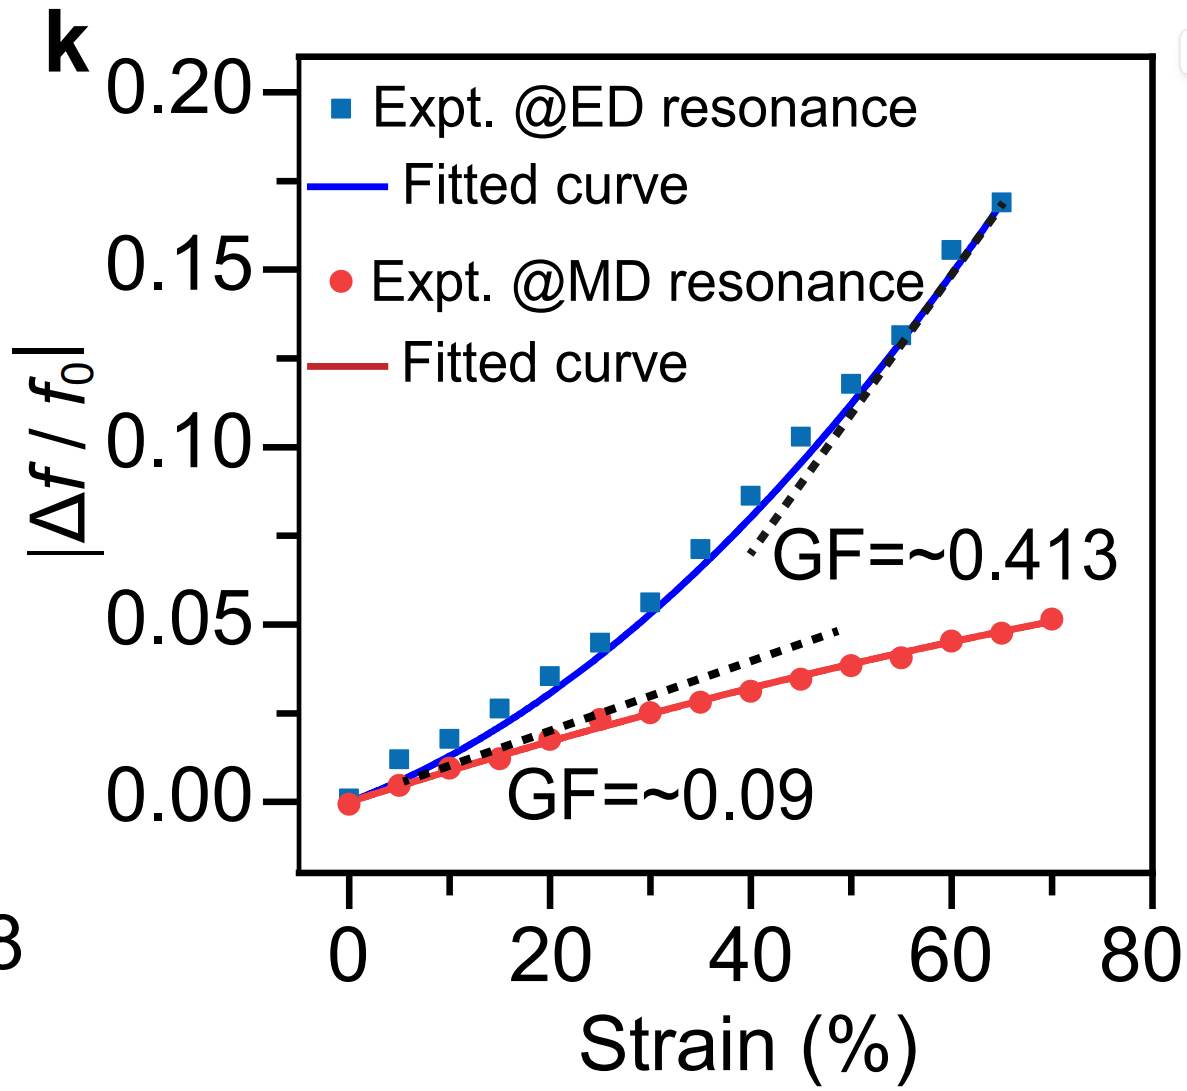 k
0.20
0.15
0.10
0.05
0.00
|Δf / f₀|
Expt. @ED resonance
Fitted curve
Expt. @MD resonance
Fitted curve
GF=~0.413
GF=~0.09
8
0 20 40 60 80
Strain (%)